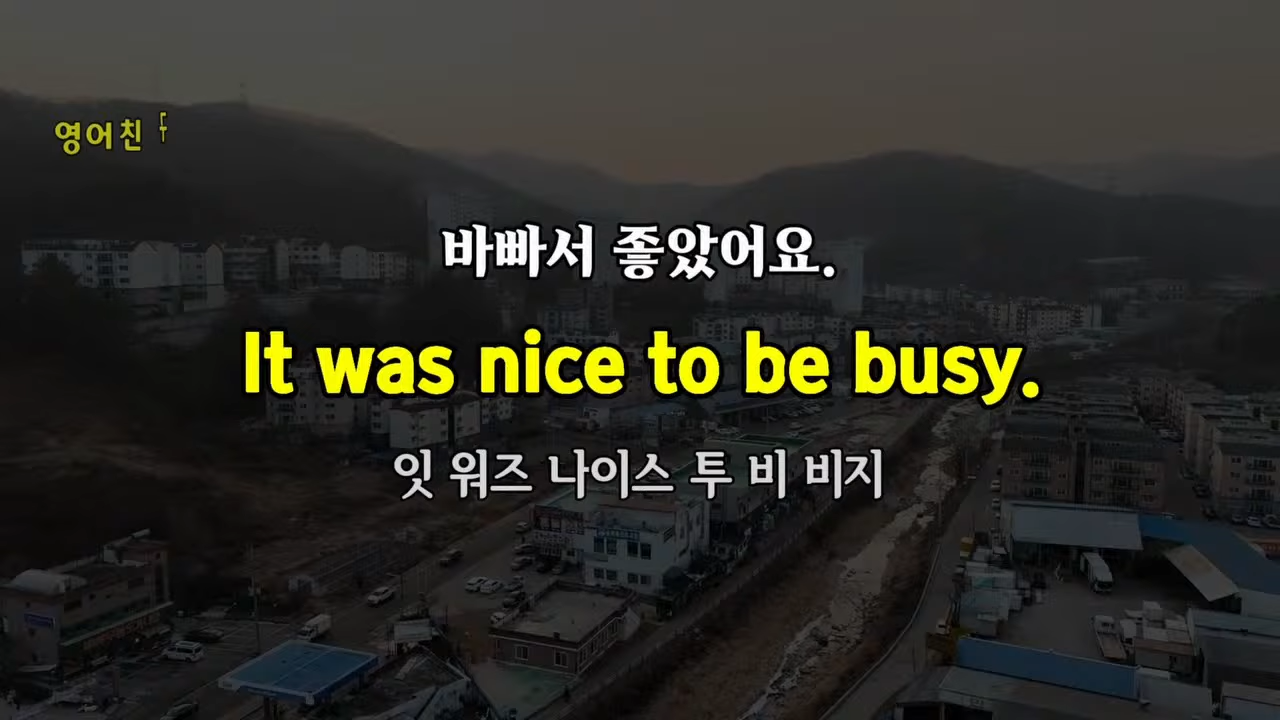 영어친
바빠서 좋았어요.
It was nice to be busy.
잇 워즈 나이스 투 비 비지